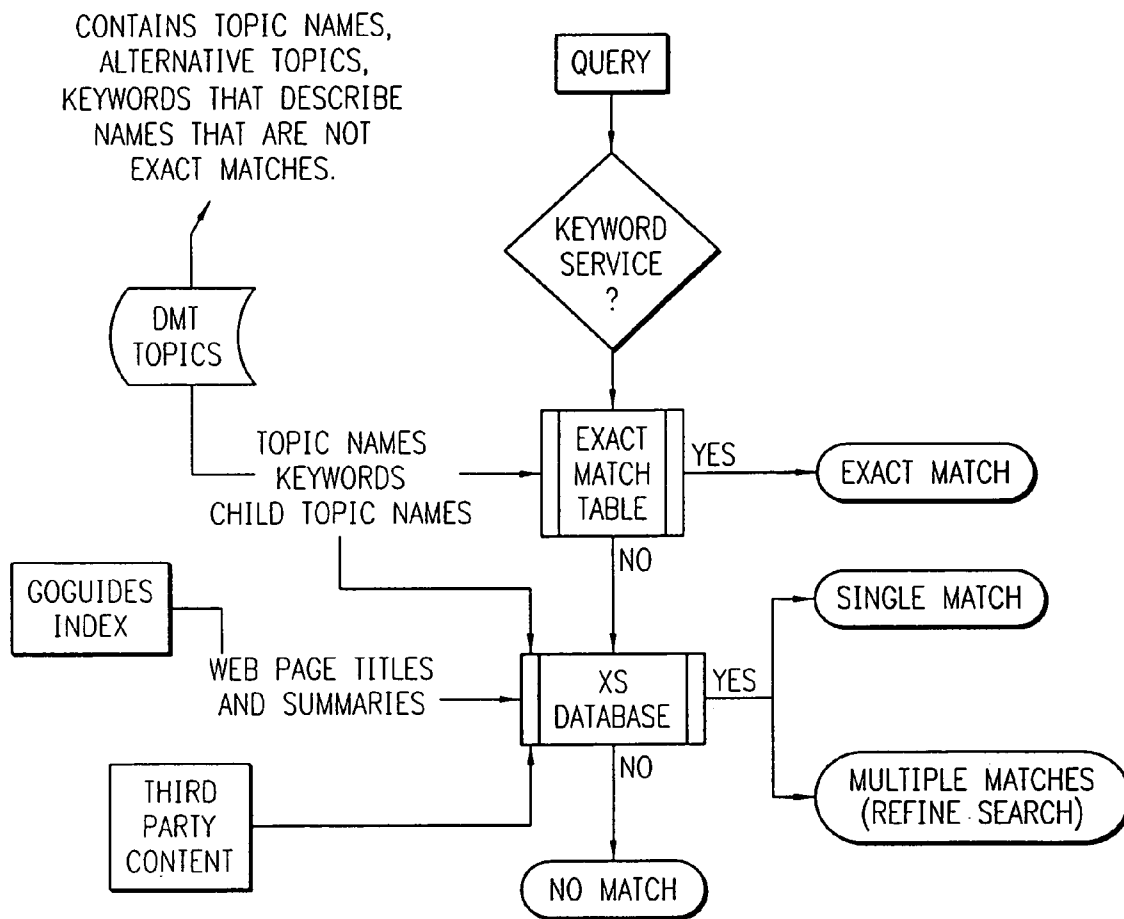 CONTAINS TOPIC NAMES,
ALTERNATIVE TOPICS,
KEYWORDS THAT DESCRIBE
NAMES THAT ARE NOT
EXACT MATCHES.
QUERY
KEYWORD
SERVICE
?
DMT
TOPICS
TOPIC NAMES
KEYWORDS
CHILD TOPIC NAMES
EXACT
MATCH
TABLE
YES
EXACT MATCH
NO
GOGUIDES
INDEX
WEB PAGE TITLES
AND SUMMARIES
XS
DATABASE
YES
SINGLE MATCH
MULTIPLE MATCHES
(REFINE SEARCH)
NO
THIRD
PARTY
CONTENT
NO MATCH